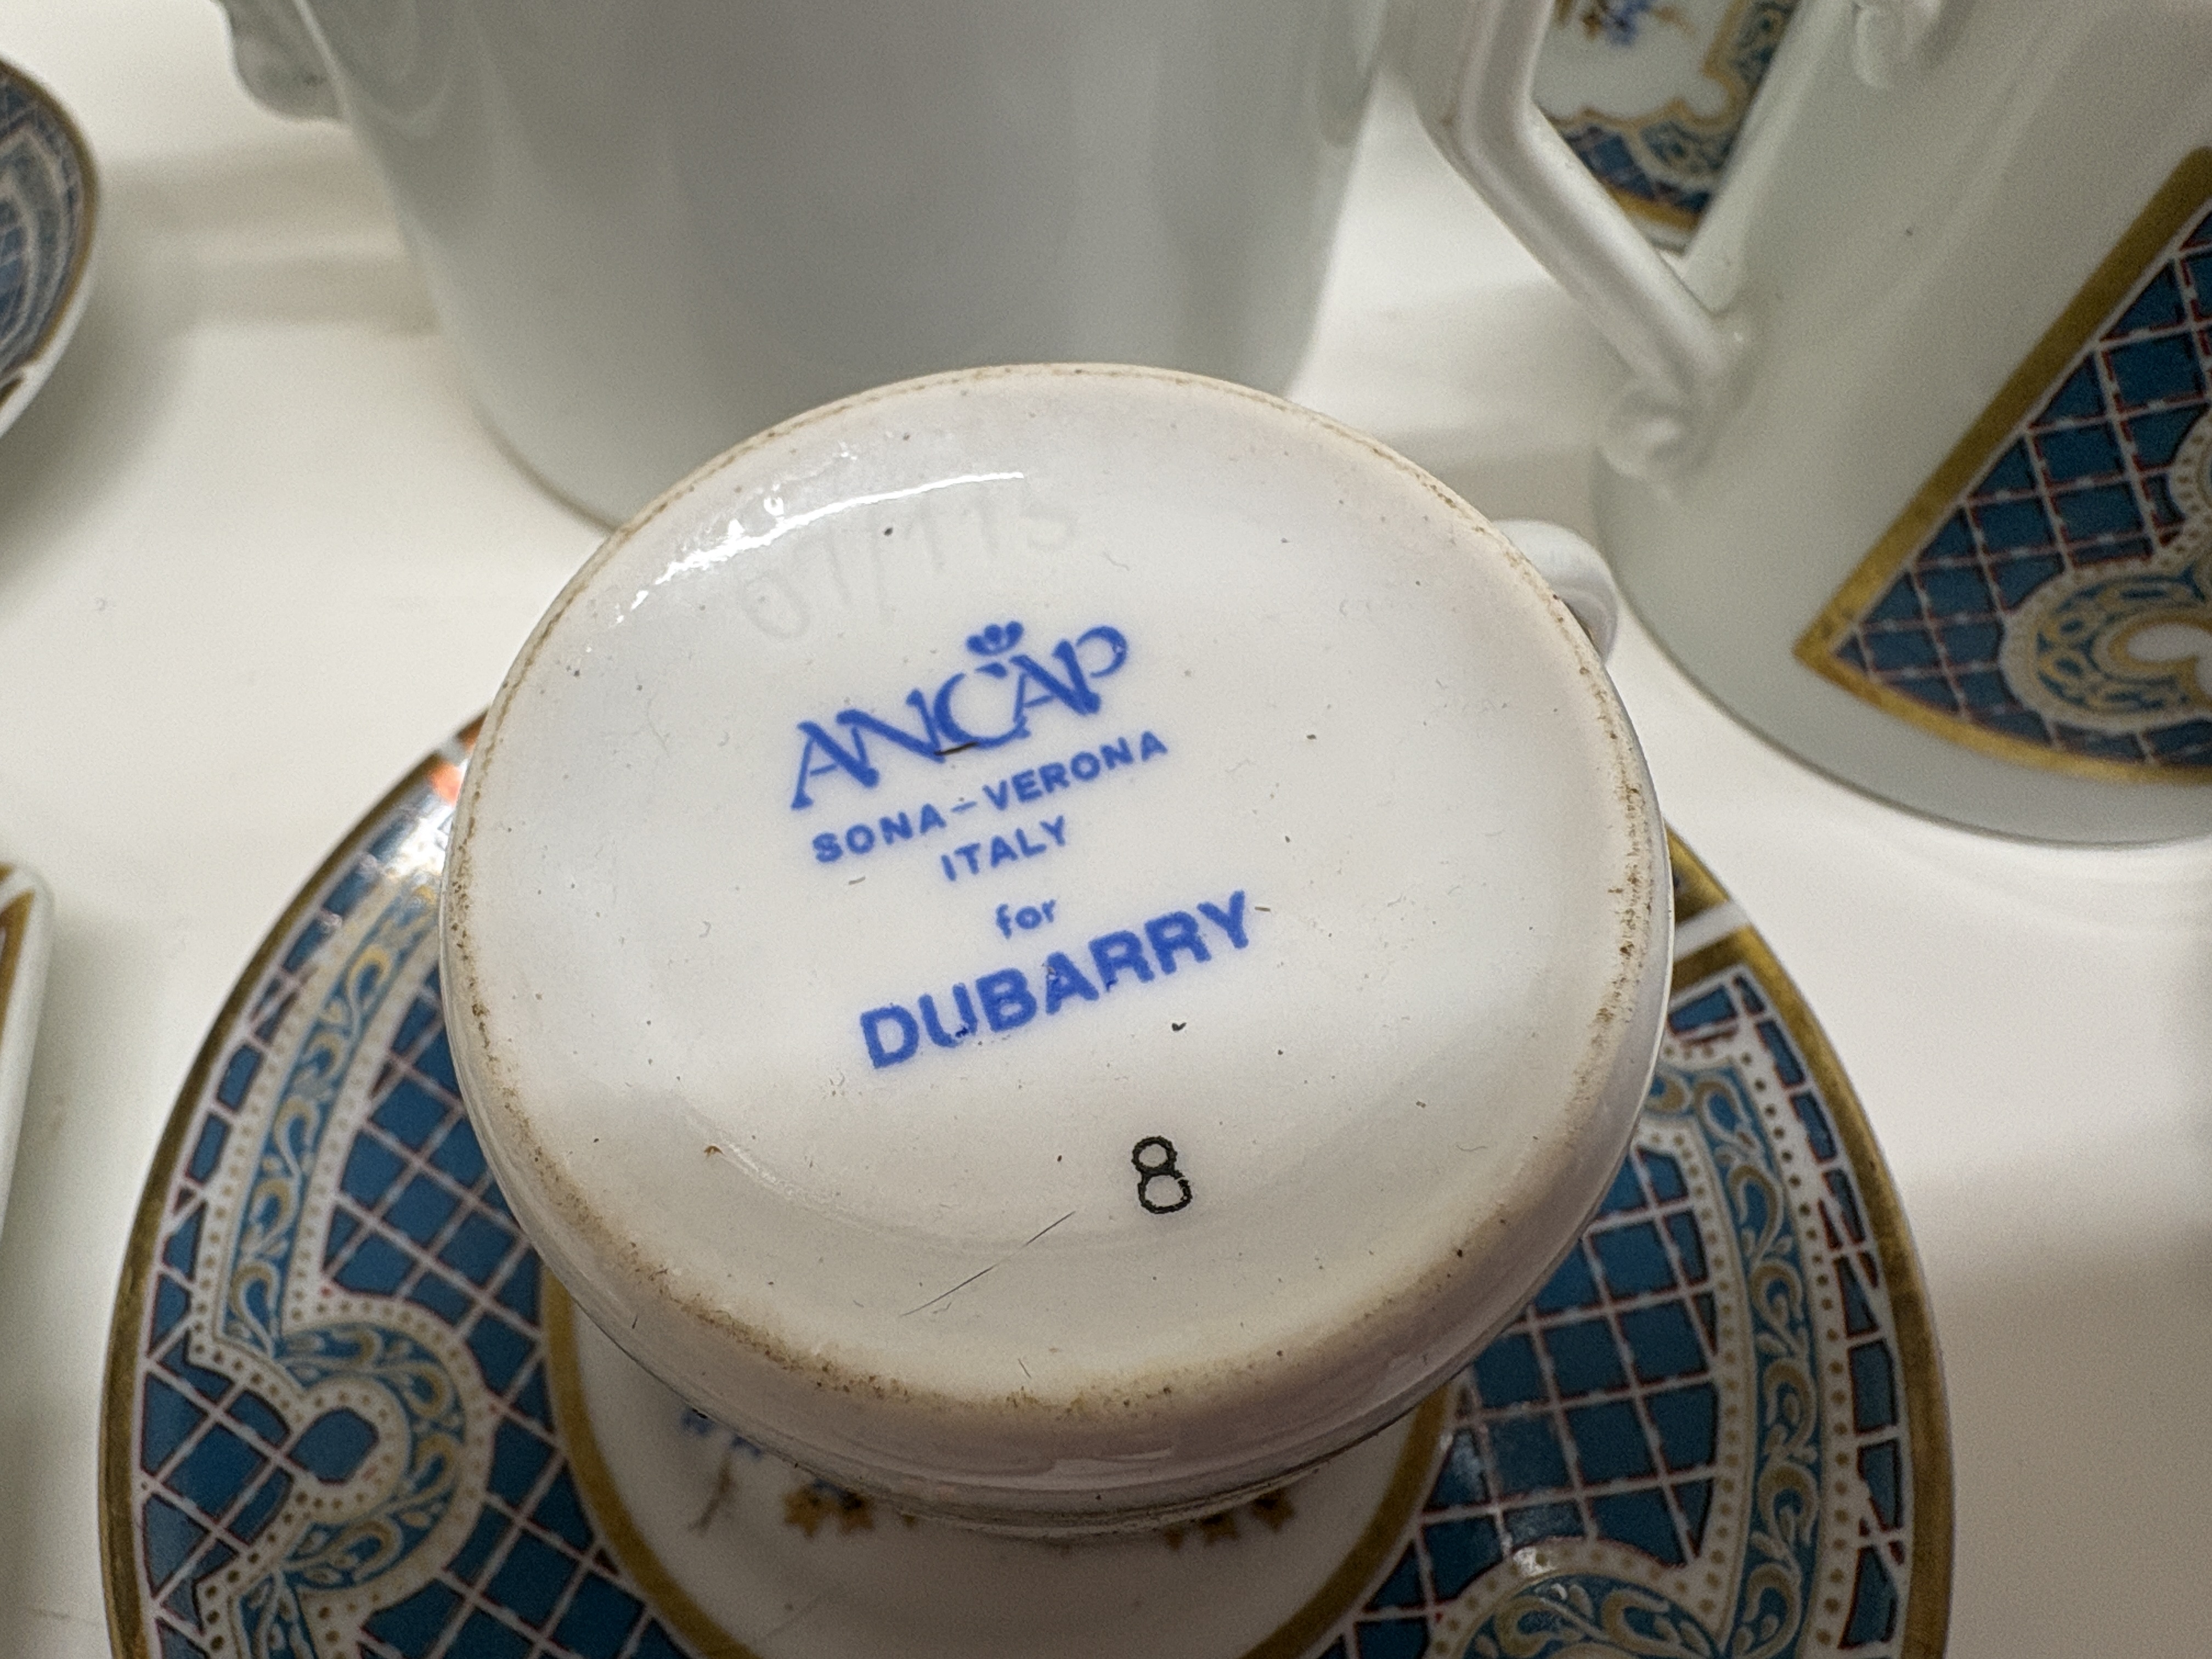 ANCAP
SONA-VERONA
ITALY
for
DUBARRY
8